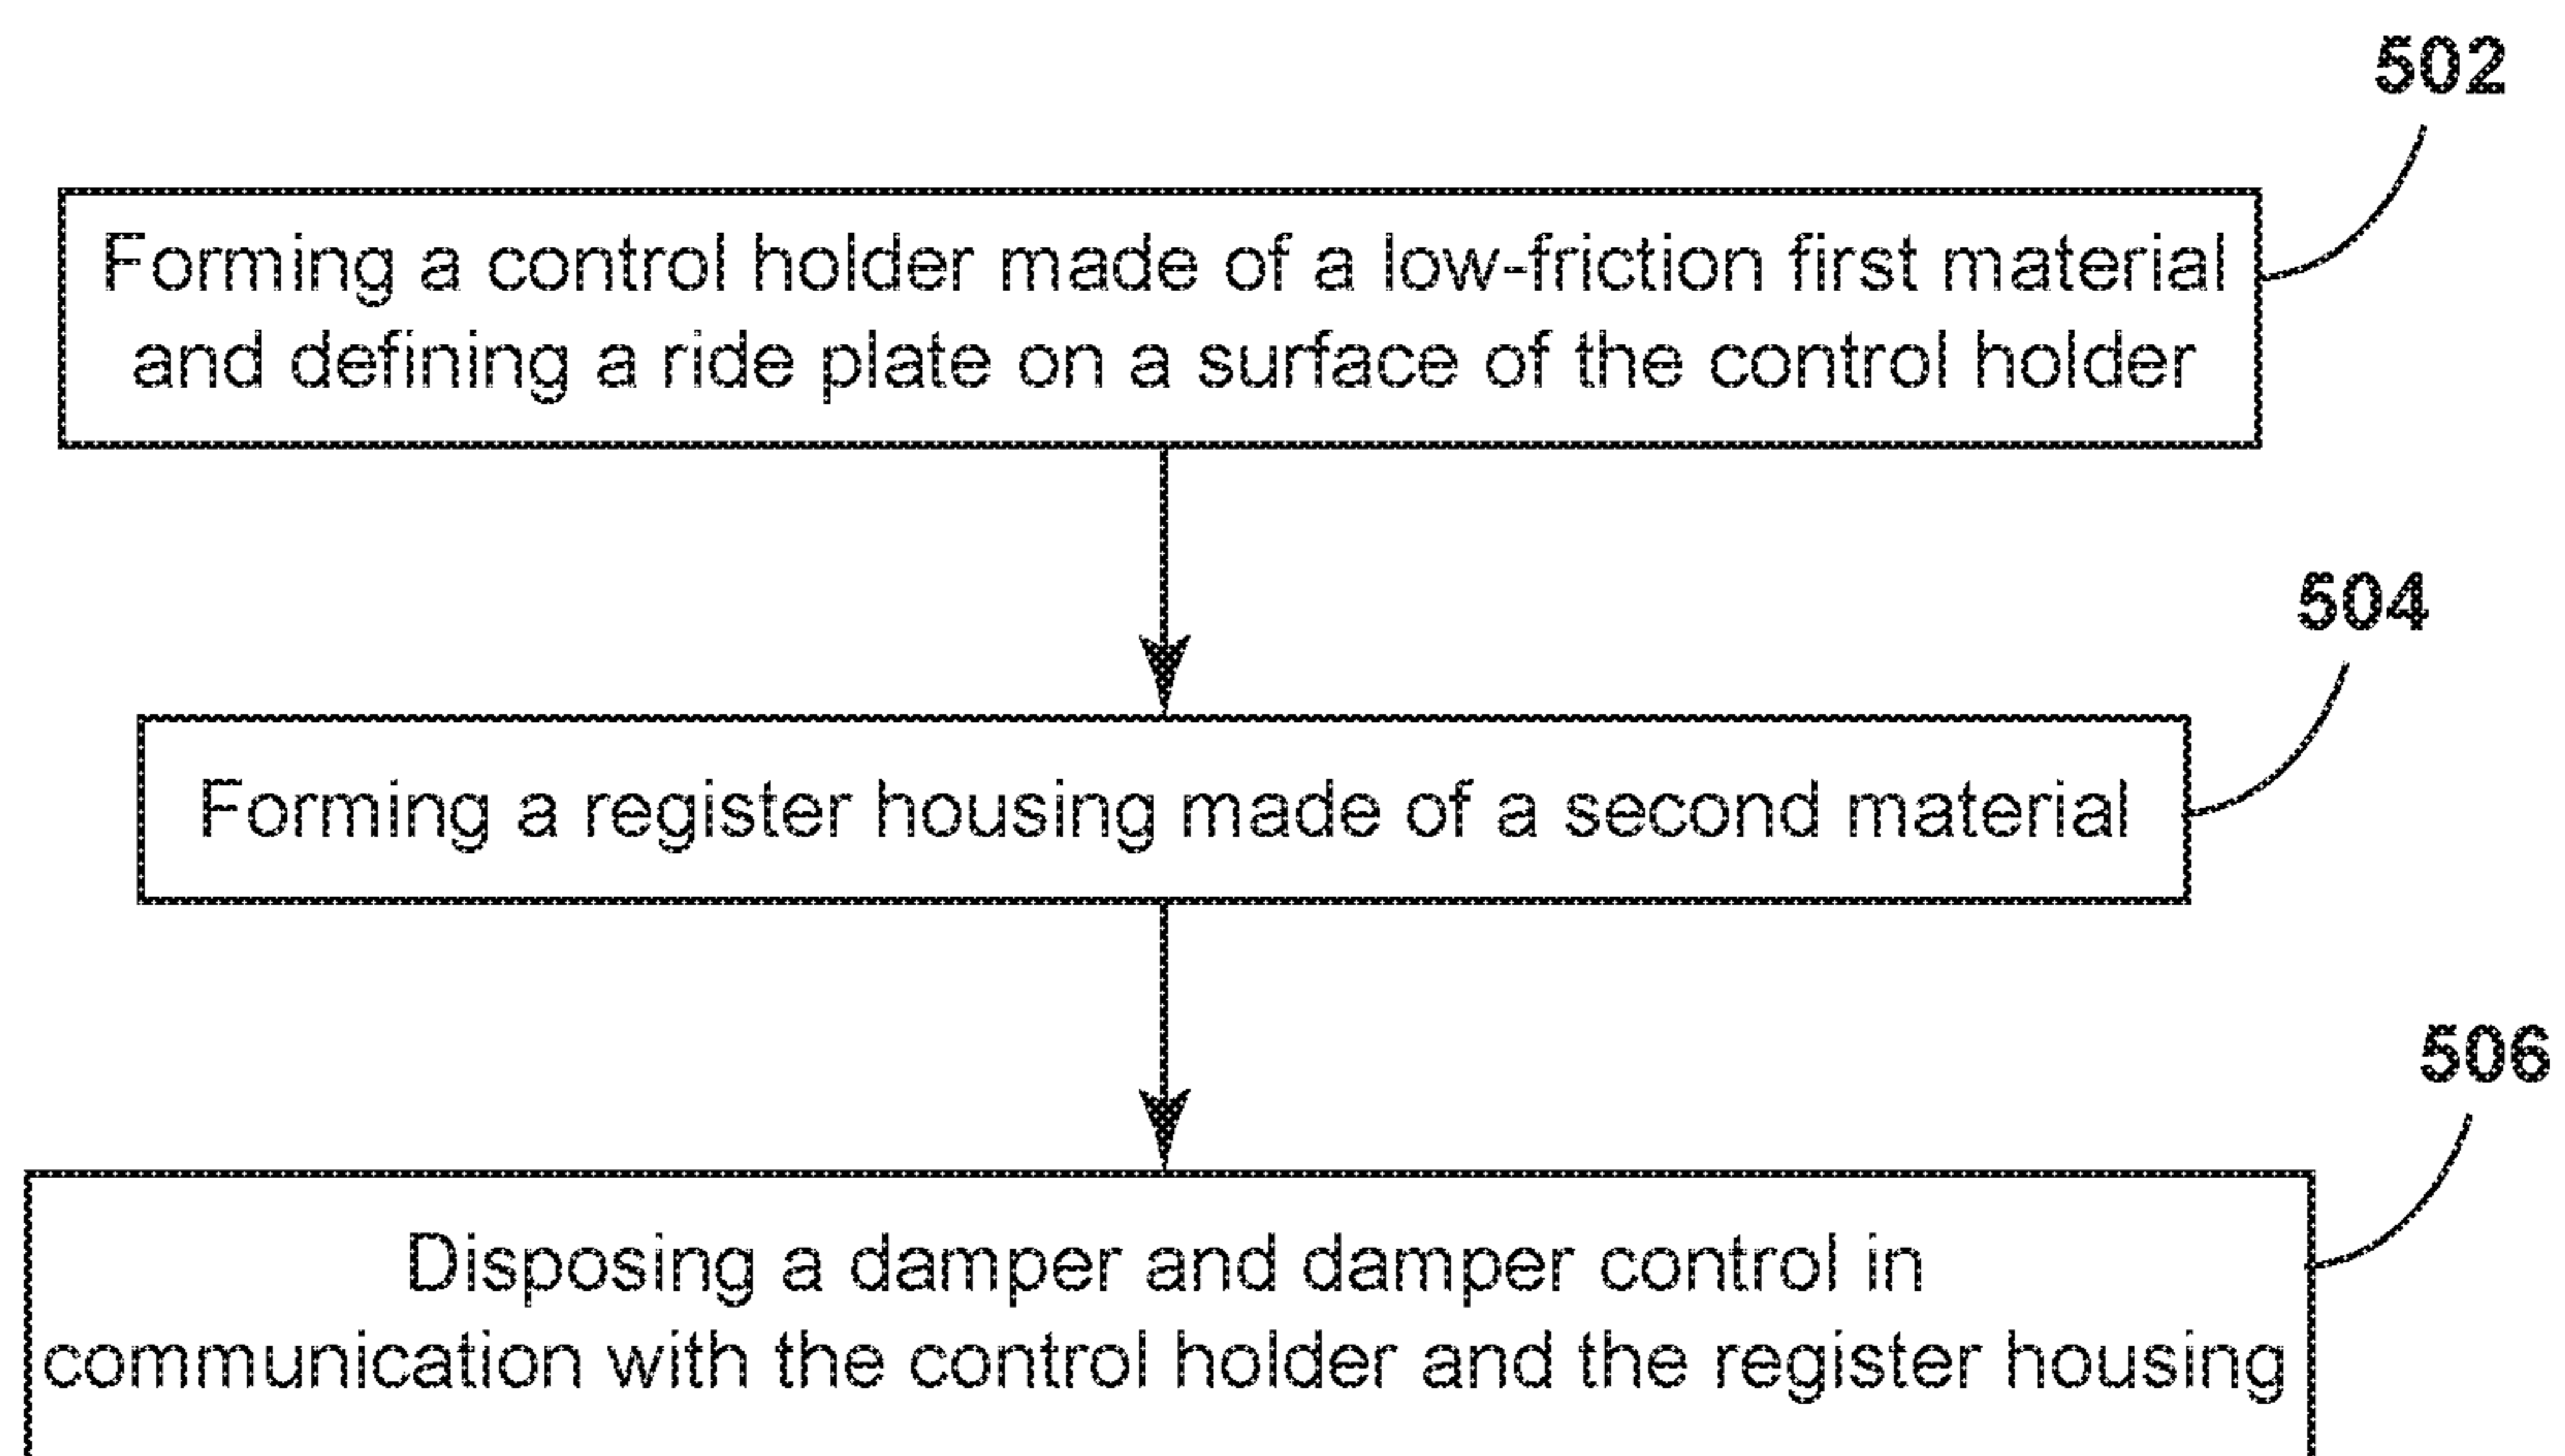 502
Forming a control holder made of a low-friction first material
and defining a ride plate on a surface of the control holder
504
Forming a register housing made of a second material
506
Disposing a damper and damper control in
communication with the control holder and the register housing